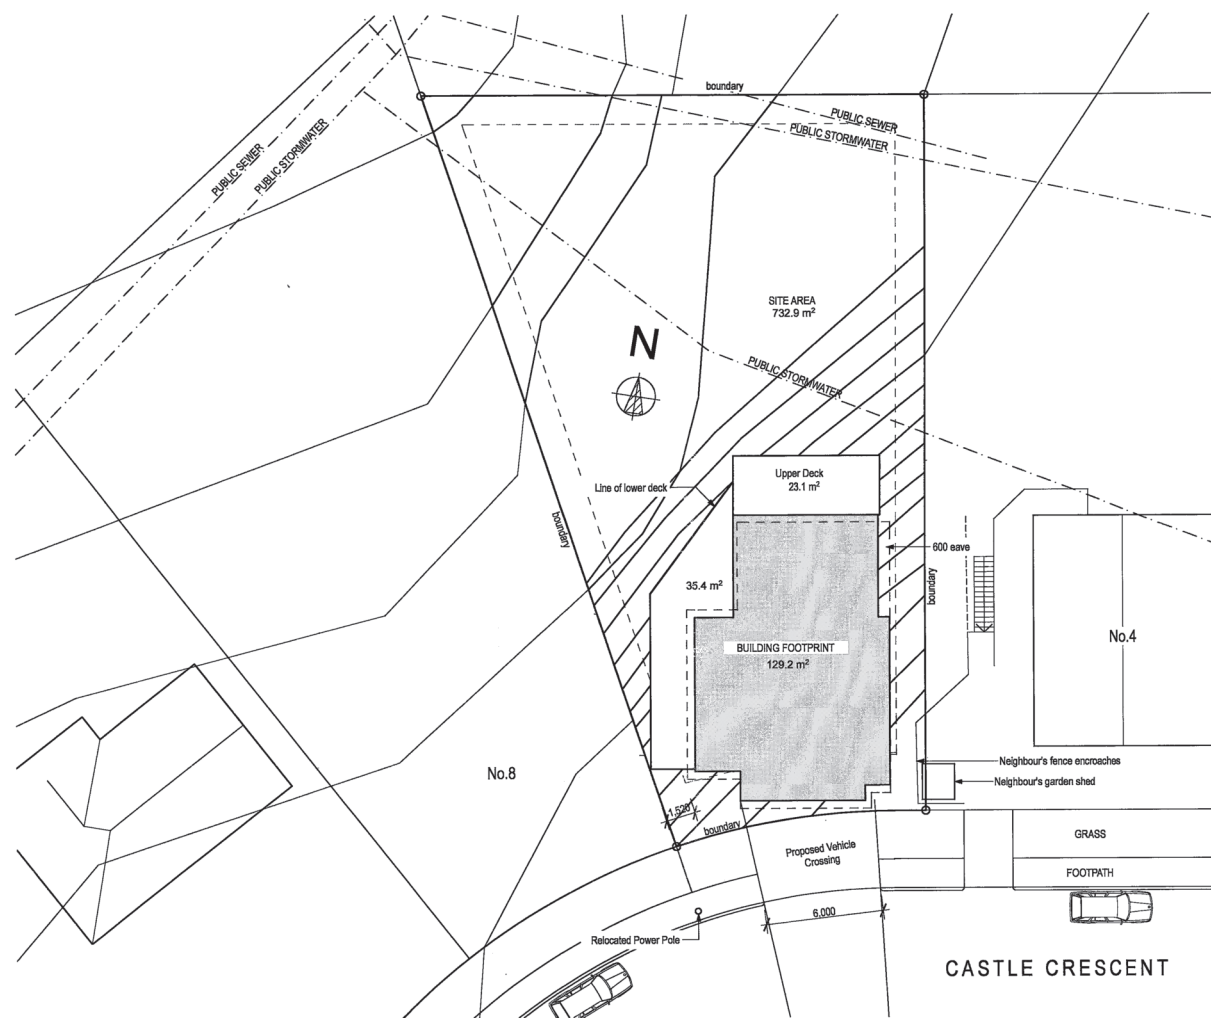 boundary
PUBLIC SEWER
PUBLIC STORMWATER
PUBLIC SEWER
PUBLIC STORMWATER
SITE AREA
732.9 m²
N
PUBLIC STORMWATER
Upper Deck
23.1 m²
Line of lower deck
boundary
600 eave
boundary
35.4 m²
No.4
BUILDING FOOTPRINT
129.2 m²
Neighbour's fence encroaches
No.8
Neighbour's garden shed
1.520
boundary
GRASS
Proposed Vehicle
Crossing
FOOTPATH
6.000
Relocated Power Pole
CASTLE CRESCENT